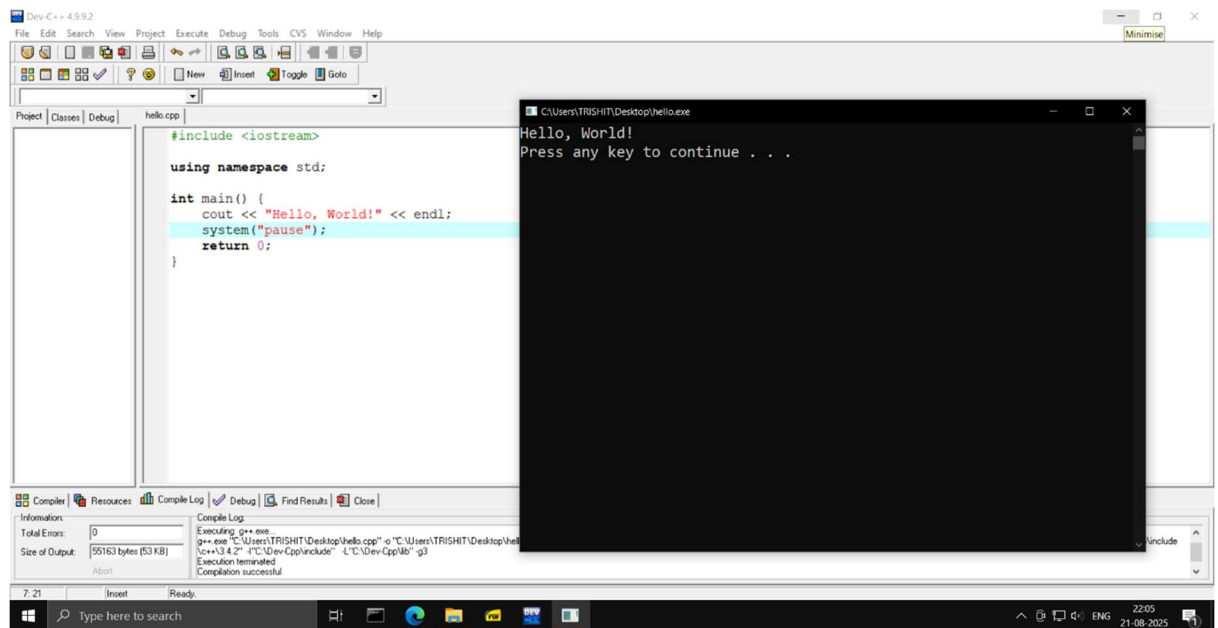 Dev-C++ 4.9.9.2
File Edit Search View Project Execute Debug Tools CVS Window Help
Minimise
New Insert Toggle Goto
Project Classes Debug hello.cpp
#include <iostream>
using namespace std;
int main() {
cout << "Hello, World!" << endl;
system("pause");
return 0;
}
C:\Users\TRISHIT\Desktop\hello.exe
Hello, World!
Press any key to continue . . .
Compiler Resources Compile Log Debug Find Results Close
Information:
Total Errors: 0
Size of Output: 55163 bytes (53 KB)
Abort
Compile Log:
Executing g++.exe...
g++.exe "C:\Users\TRISHIT\Desktop\hello.cpp" -o "C:\Users\TRISHIT\Desktop\hell \include
\c++\3.4.2" -I"C:\Dev-Cpp\include" -L"C:\Dev-Cpp\lib" -g3
Execution terminated
Compilation successful
7: 21 Insert Ready.
Type here to search
DEV
ENG
22:05
21-08-2025
1